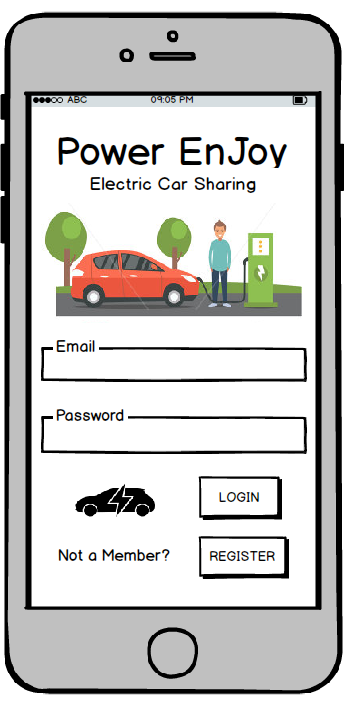 ABC 09:05 PM
Power EnJoy
Electric Car Sharing
Email
Password
LOGIN
Not a Member? REGISTER